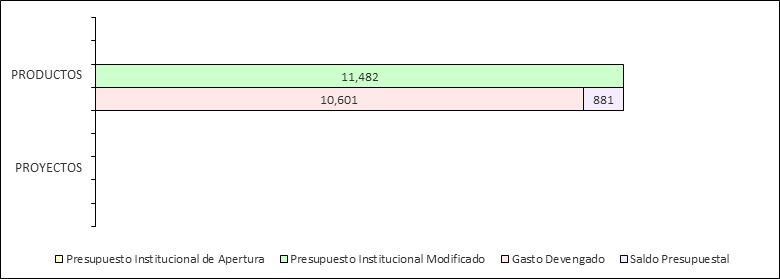 PRODUCTOS
11,482
10,601
881
PROYECTOS
Presupuesto Institucional de Apertura
Presupuesto Institucional Modificado
Gasto Devengado
Saldo Presupuestal